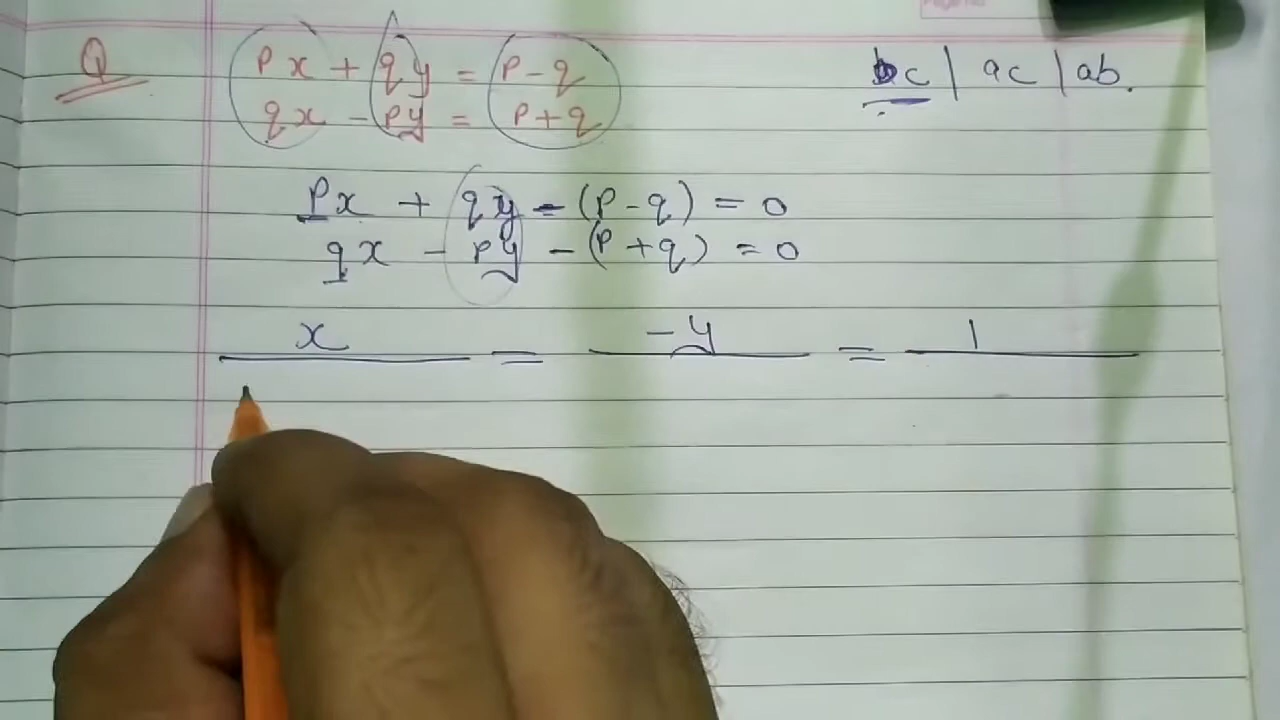 Q px + qy = p-q bc | ac | ab.
qx - py = p+q
px + qy - (p-q) = 0
qx - py - (p+q) = 0
x = -y = 1